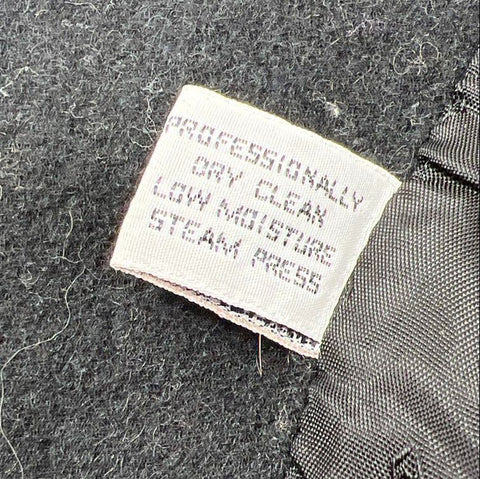 PROFESSIONALLY
DRY CLEAN
LOW MOISTURE
STEAM PRESS